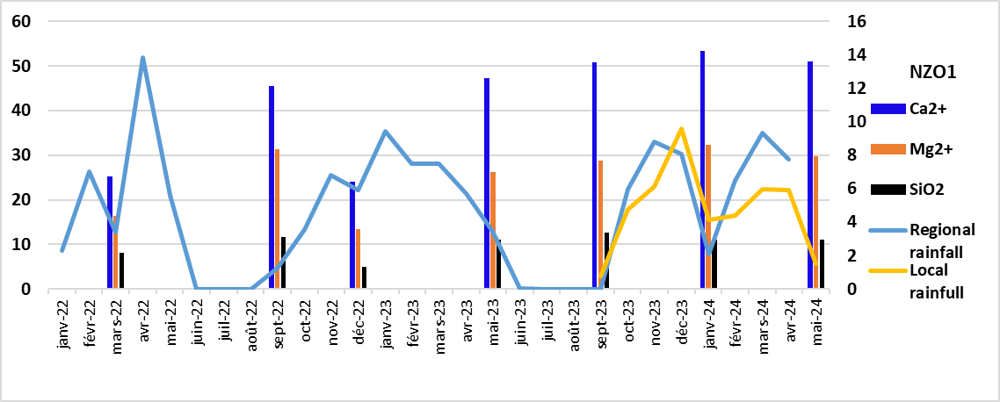 60
50
40
30
20
10
0
16
14
12
10
8
6
4
2
0
NZO1
Ca2+
Mg2+
SiO2
Regional
rainfall
Local
rainfull
janv-22
févr-22
mars-22
avr-22
mai-22
juin-22
juil-22
août-22
sept-22
oct-22
nov-22
déc-22
janv-23
févr-23
mars-23
avr-23
mai-23
juin-23
juil-23
août-23
sept-23
oct-23
nov-23
déc-23
janv-24
févr-24
mars-24
avr-24
mai-24